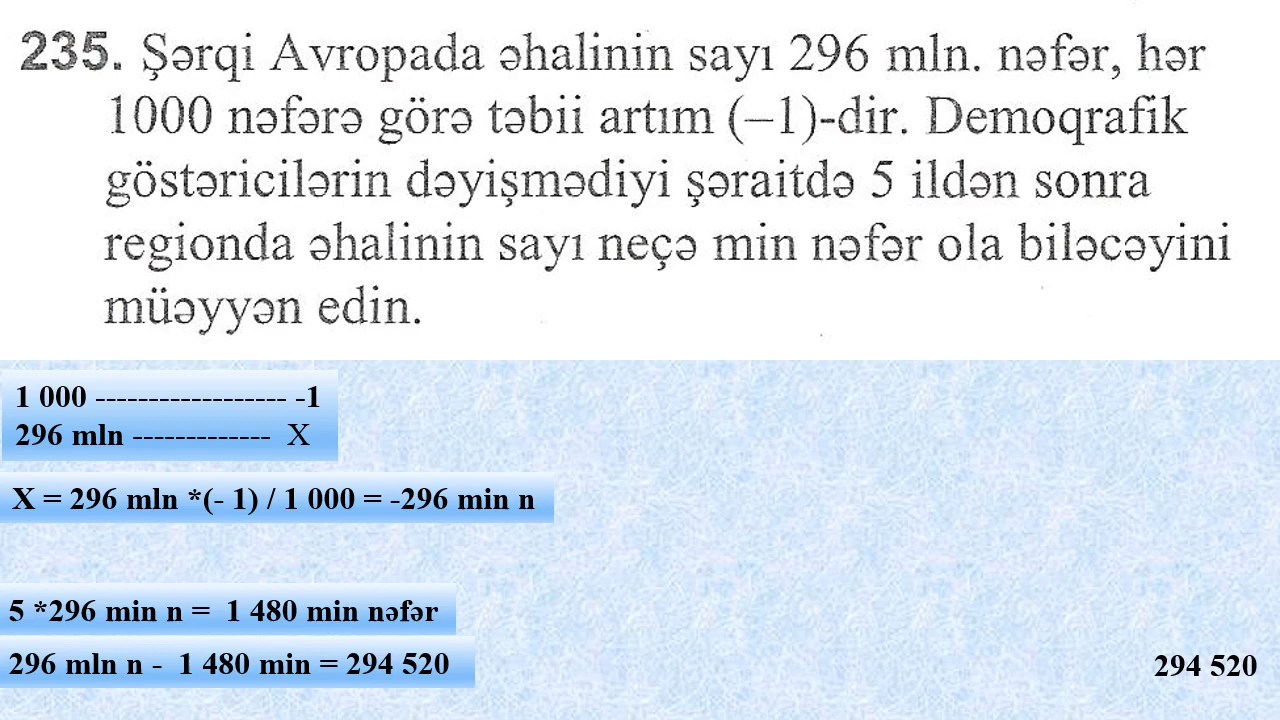 235. Şərqi Avropada əhalinin sayı 296 mln. nəfər, hər
1000 nəfərə görə təbii artım (–1)-dir. Demoqrafik
göstəricilərin dəyişmədiyi şəraitdə 5 ildən sonra
regionda əhalinin sayı neçə min nəfər ola biləcəyini
müəyyən edin.
1 000 ------------------ -1
296 mln ------------- X
X = 296 mln *(- 1) / 1 000 = -296 min n
5 *296 min n = 1 480 min nəfər
296 mln n - 1 480 min = 294 520
294 520